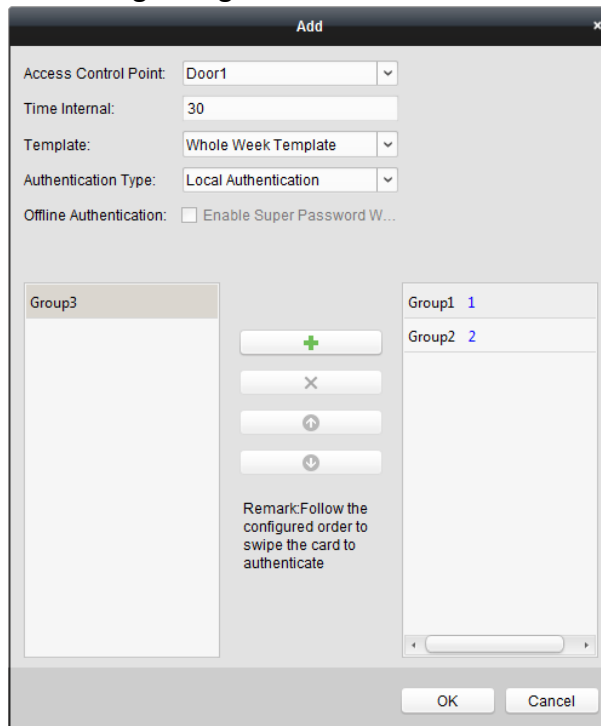 Add
×
Access Control Point: Door1
Time Internal: 30
Template: Whole Week Template
Authentication Type: Local Authentication
Offline Authentication: Enable Super Password W...
Group3
Group1 1
Group2 2
Remark:Follow the
configured order to
swipe the card to
authenticate
OK Cancel